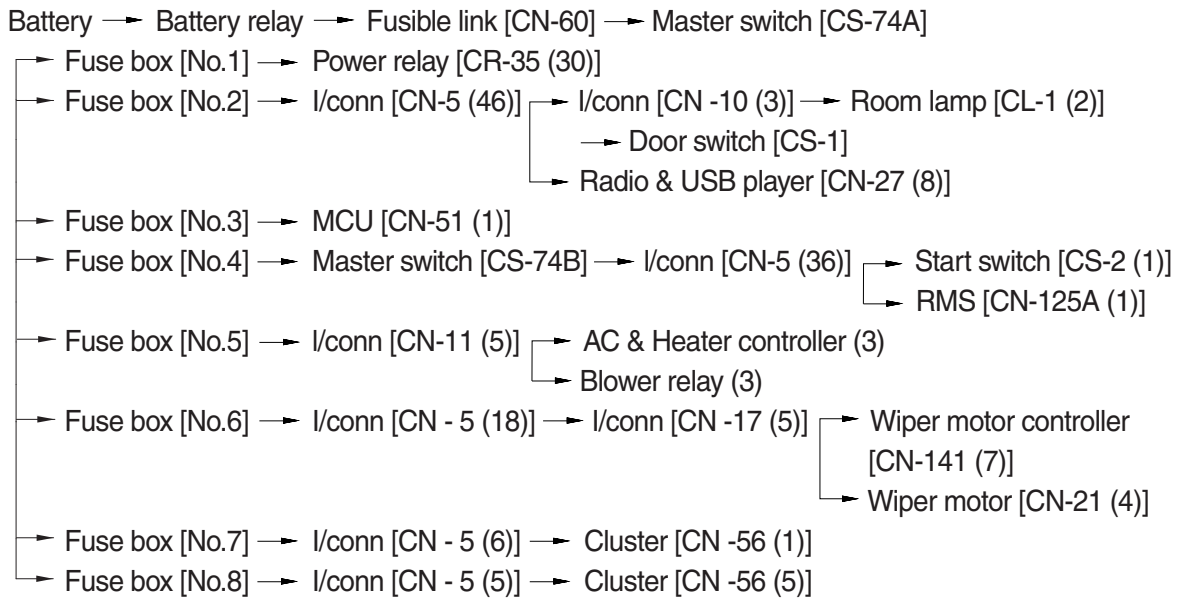 Battery → Battery relay → Fusible link [CN-60] → Master switch [CS-74A]
Fuse box [No.1] → Power relay [CR-35 (30)]
Fuse box [No.2] → I/conn [CN-5 (46)] → I/conn [CN -10 (3)] → Room lamp [CL-1 (2)]
→ Door switch [CS-1]
→ Radio & USB player [CN-27 (8)]
Fuse box [No.3] → MCU [CN-51 (1)]
Fuse box [No.4] → Master switch [CS-74B] → I/conn [CN-5 (36)] → Start switch [CS-2 (1)]
→ RMS [CN-125A (1)]
Fuse box [No.5] → I/conn [CN-11 (5)] → AC & Heater controller (3)
→ Blower relay (3)
Fuse box [No.6] → I/conn [CN - 5 (18)] → I/conn [CN -17 (5)] → Wiper motor controller
[CN-141 (7)]
→ Wiper motor [CN-21 (4)]
Fuse box [No.7] → I/conn [CN - 5 (6)] → Cluster [CN -56 (1)]
Fuse box [No.8] → I/conn [CN - 5 (5)] → Cluster [CN -56 (5)]